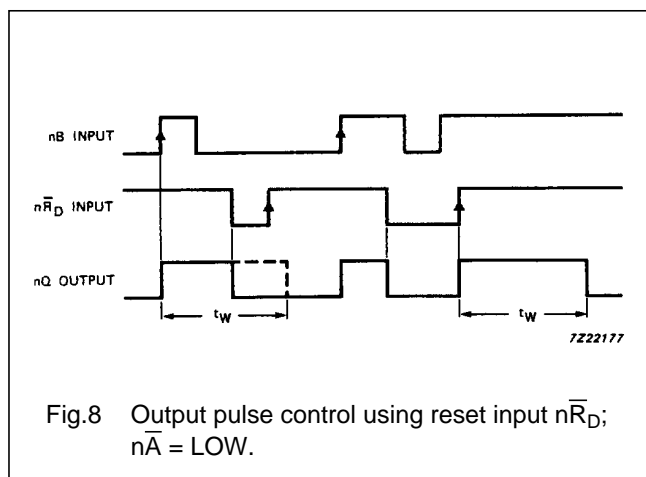 nB INPUT
nR̅D INPUT
nQ OUTPUT
tW
tW
7Z22177
Fig.8 Output pulse control using reset input nR̅D;
nA̅ = LOW.